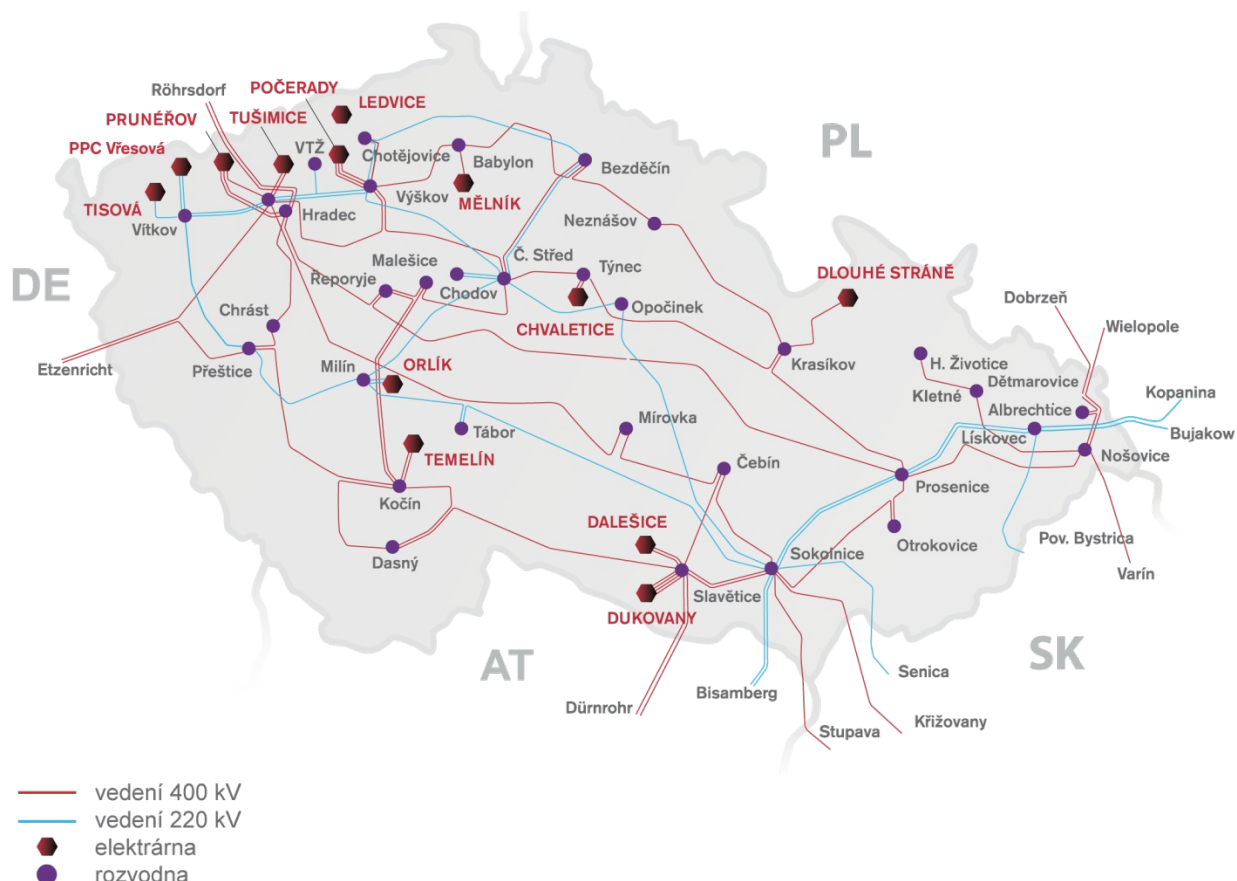 POČERADY
LEDVICE
Röhrsdorf
PRUNÉŘOV
TUŠIMICE
PPC Vřesová
VTŽ
Chotějovice
Babylon
Bezděčín
PL
TISOVÁ
Výškov
MĚLNÍK
Vítkov
Hradec
Neznášov
Malešice
Č. Střed
Týnec
DLOUHÉ STRÁNĚ
DE
Řeporyje
Chodov
Opočinek
Dobrzeň
Chrást
CHVALETICE
Wielopole
Etzenricht
Přeštice
Milín
ORLÍK
Krasíkov
H. Životice
Dětmarovice
Kletné
Kopanina
Albrechtice
Mírovka
Lískovec
Bujakow
Tábor
TEMELÍN
Čebín
Nošovice
Prosenice
Kočín
DALEŠICE
Otrokovice
Pov. Bystrica
Dasný
Sokolnice
Varín
Slavětice
DUKOVANY
AT
SK
Senica
Bisamberg
Dürnrohr
Stupava
Křižovany
vedení 400 kV
vedení 220 kV
elektrárna
rozvodna